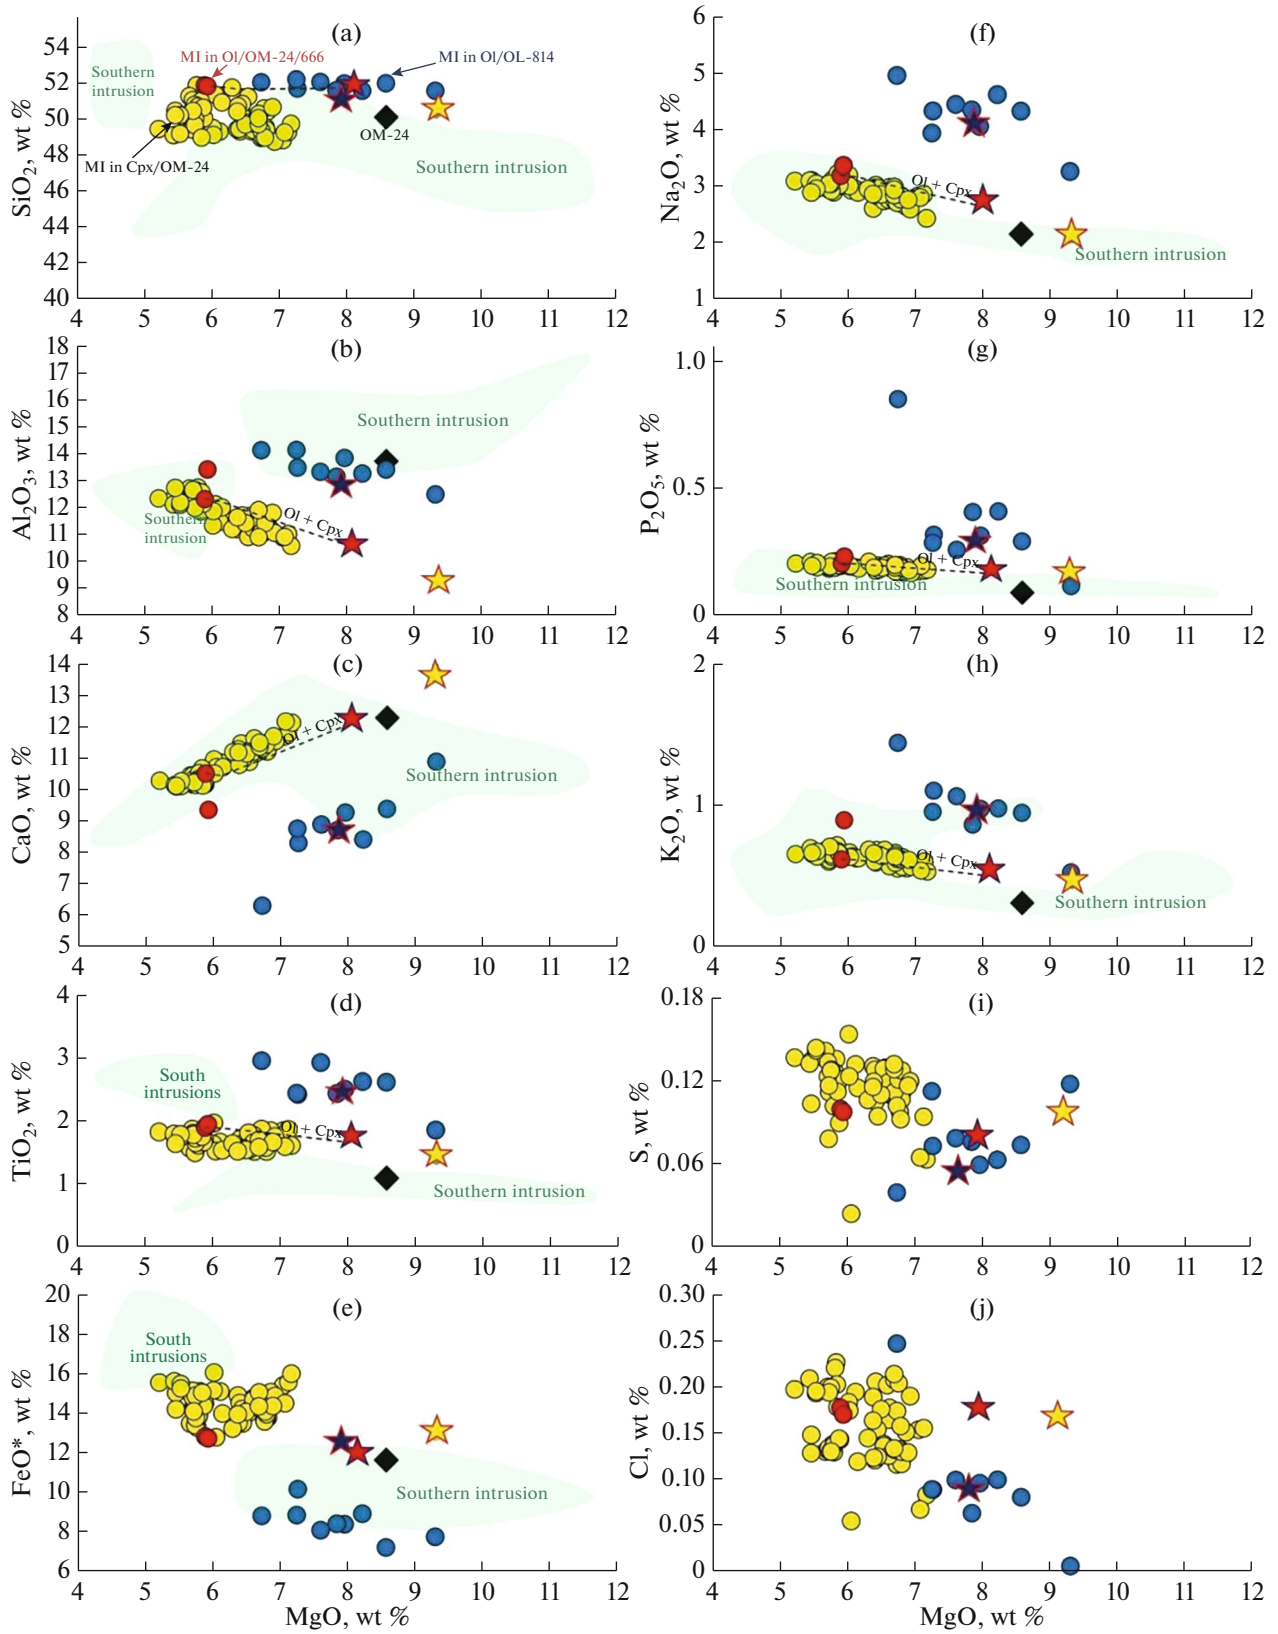 (a)
54
52
50
48
46
44
42
40
SiO2, wt %
MI in Ol/OM-24/666
MI in Ol/OL-814
Southern
intrusion
OM-24
MI in Cpx/OM-24
Southern intrusion
4 5 6 7 8 9 10 11 12
(b)
18
17
16
15
14
13
12
11
10
9
8
Al2O3, wt %
Southern intrusion
Southern
intrusion
Ol + Cpx
4 5 6 7 8 9 10 11 12
(c)
14
13
12
11
10
9
8
7
6
5
CaO, wt %
Ol + Cpx
Southern intrusion
4 5 6 7 8 9 10 11 12
(d)
4
3
2
1
0
TiO2, wt %
South
intrusions
Ol + Cpx
Southern intrusion
4 5 6 7 8 9 10 11 12
(e)
20
18
16
14
12
10
8
6
FeO*, wt %
South
intrusions
Southern intrusion
4 5 6 7 8 9 10 11 12
MgO, wt %
(f)
6
5
4
3
2
1
Na2O, wt %
Ol + Cpx
Southern intrusion
4 5 6 7 8 9 10 11 12
(g)
1.0
0.5
0
P2O5, wt %
Ol + Cpx
Southern intrusion
4 5 6 7 8 9 10 11 12
(h)
2
1
0
K2O, wt %
Ol + Cpx
Southern intrusion
4 5 6 7 8 9 10 11 12
(i)
0.18
0.12
0.06
0
S, wt %
4 5 6 7 8 9 10 11 12
(j)
0.30
0.25
0.20
0.15
0.10
0.05
0
Cl, wt %
4 5 6 7 8 9 10 11 12
MgO, wt %